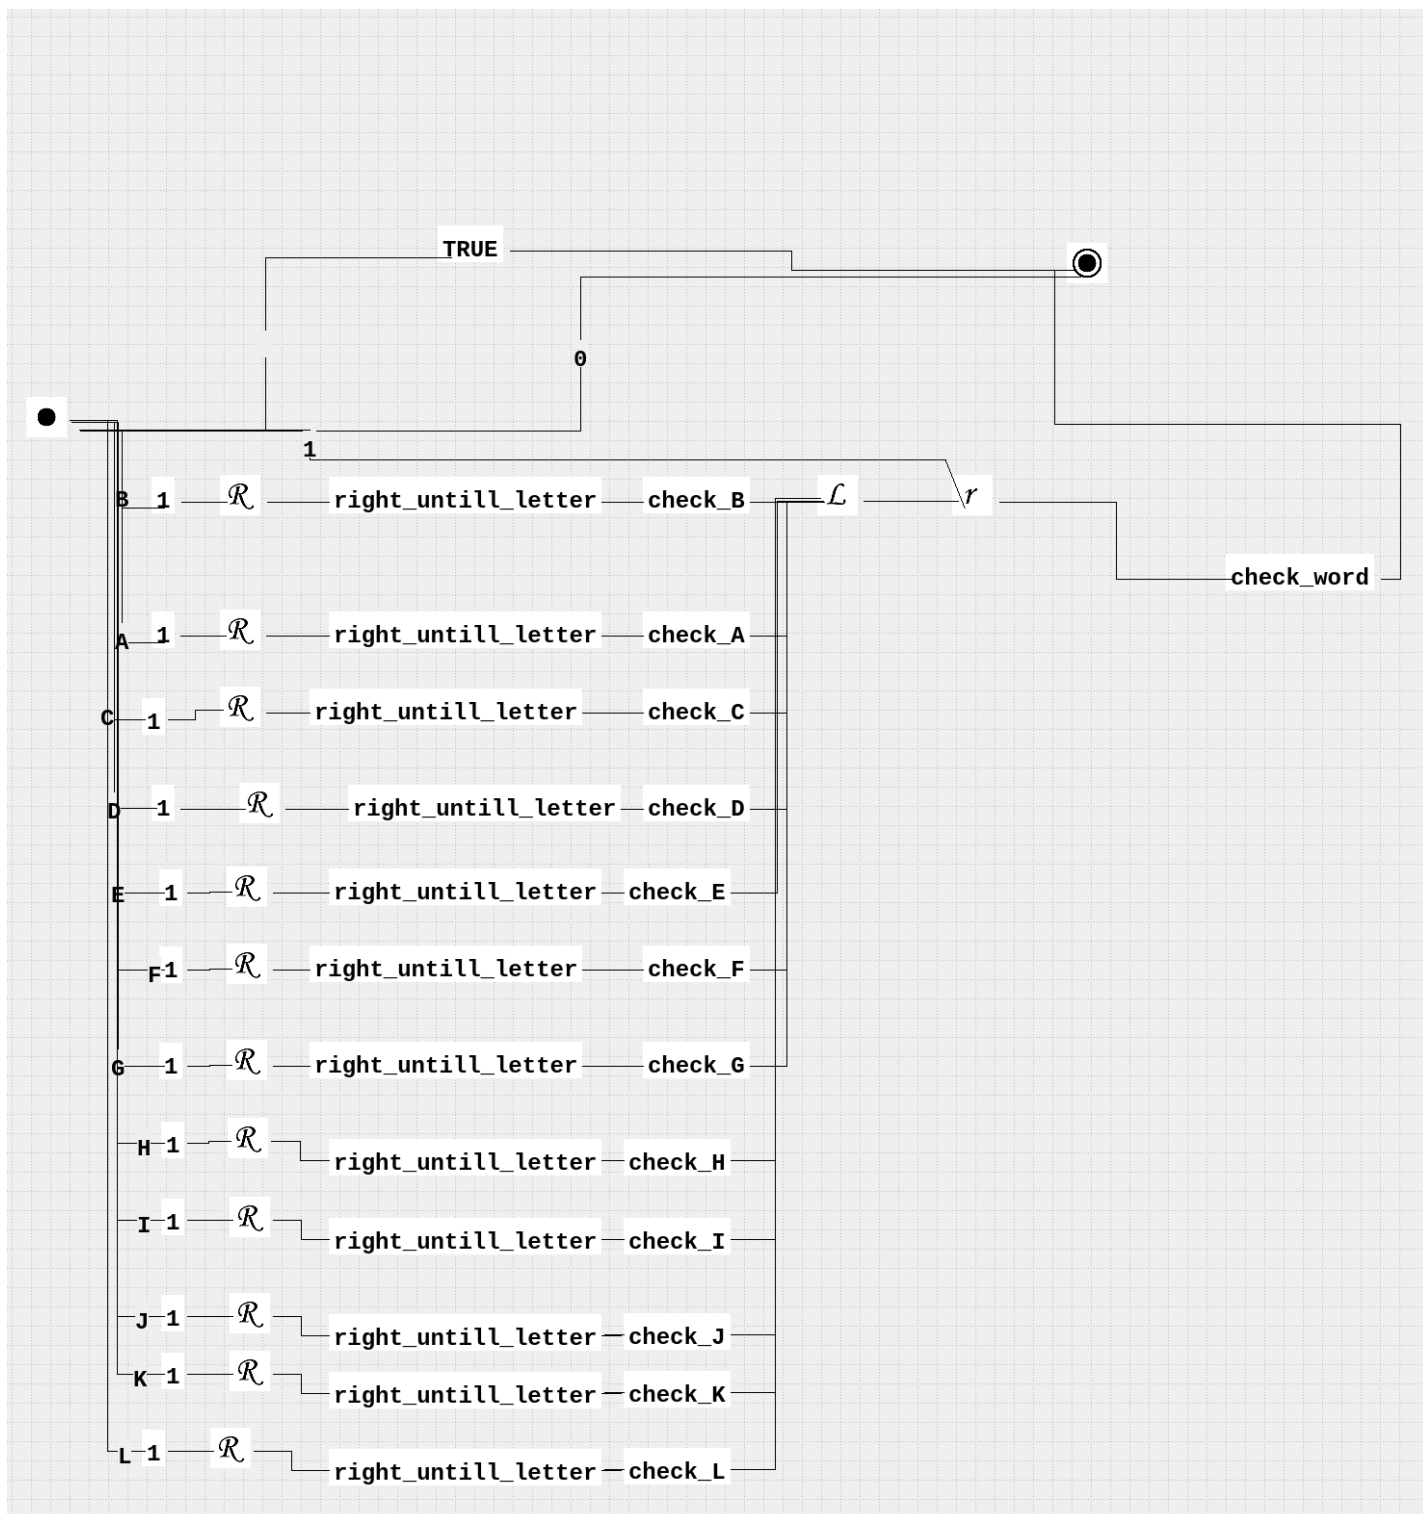 TRUE
0
1
B 1 R right_untill_letter check_B L r
check_word
A 1 R right_untill_letter check_A
C 1 R right_untill_letter check_C
D 1 R right_untill_letter check_D
E 1 R right_untill_letter check_E
F 1 R right_untill_letter check_F
G 1 R right_untill_letter check_G
H 1 R right_untill_letter check_H
I 1 R right_untill_letter check_I
J 1 R right_untill_letter check_J
K 1 R right_untill_letter check_K
L 1 R right_untill_letter check_L